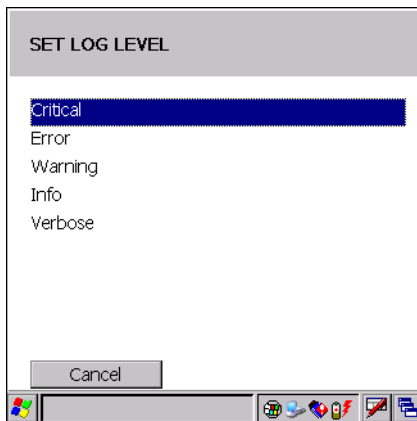 SET LOG LEVEL
Critical
Error
Warning
Info
Verbose
Cancel